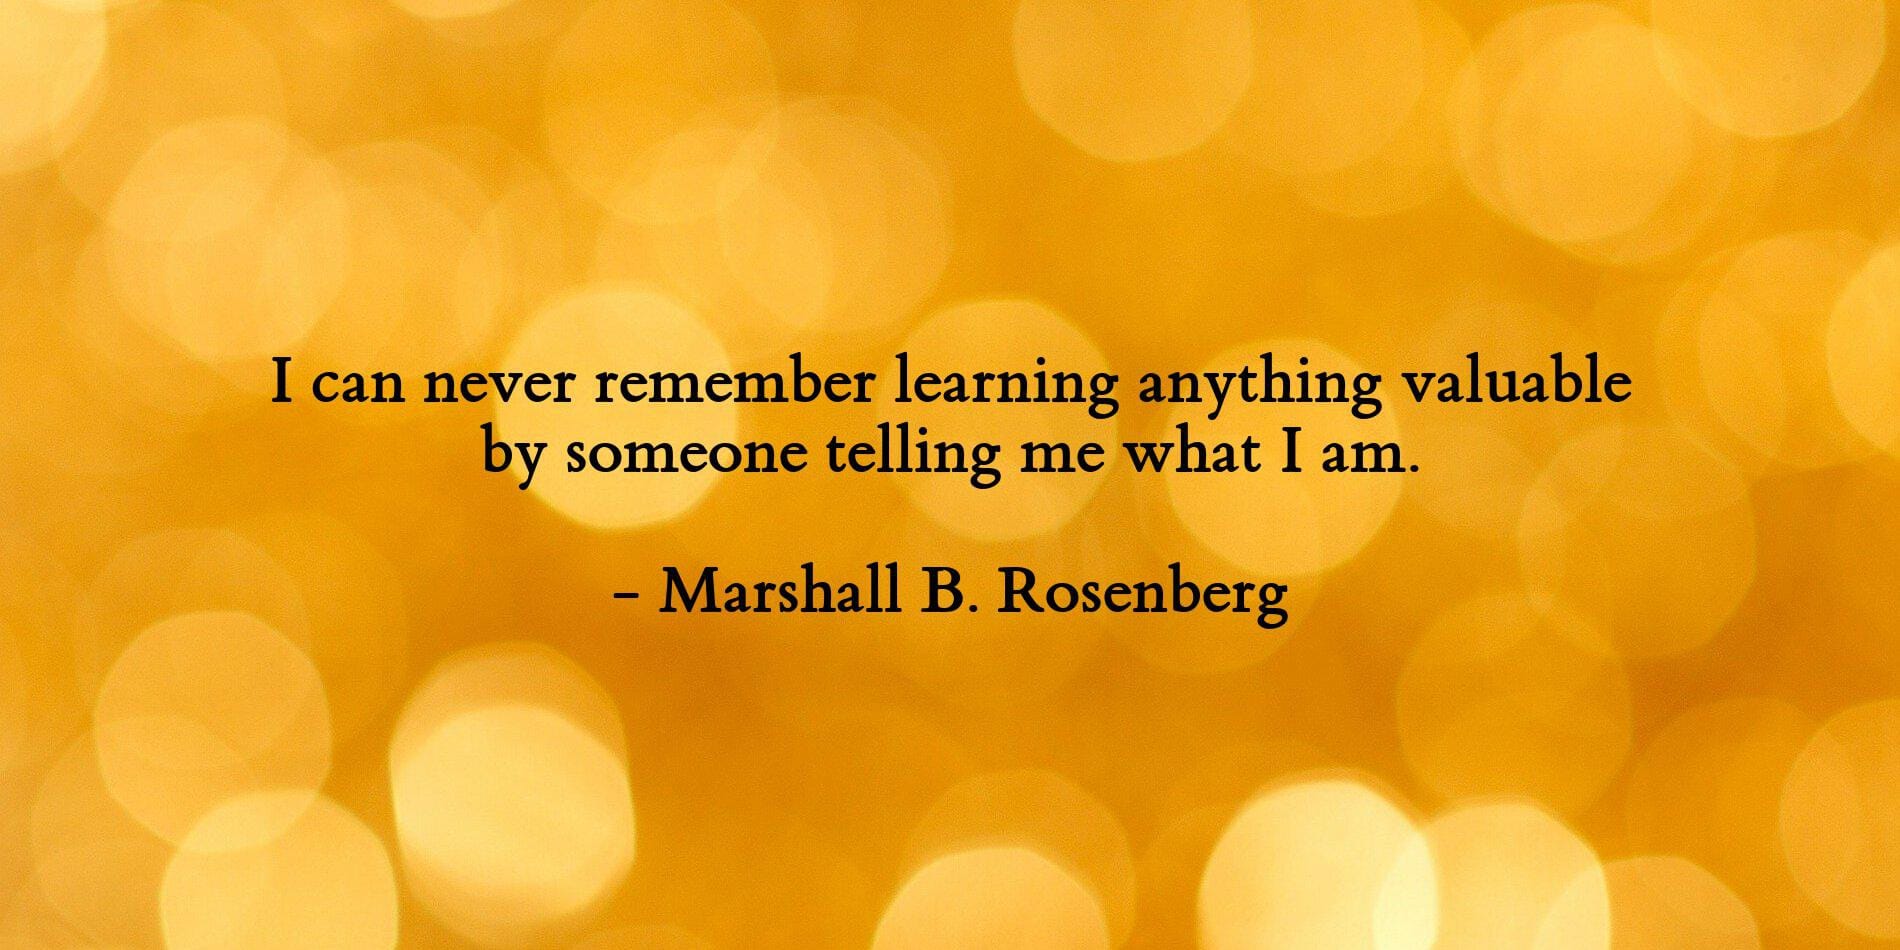 I can never remember learning anything valuable
by someone telling me what I am.
– Marshall B. Rosenberg